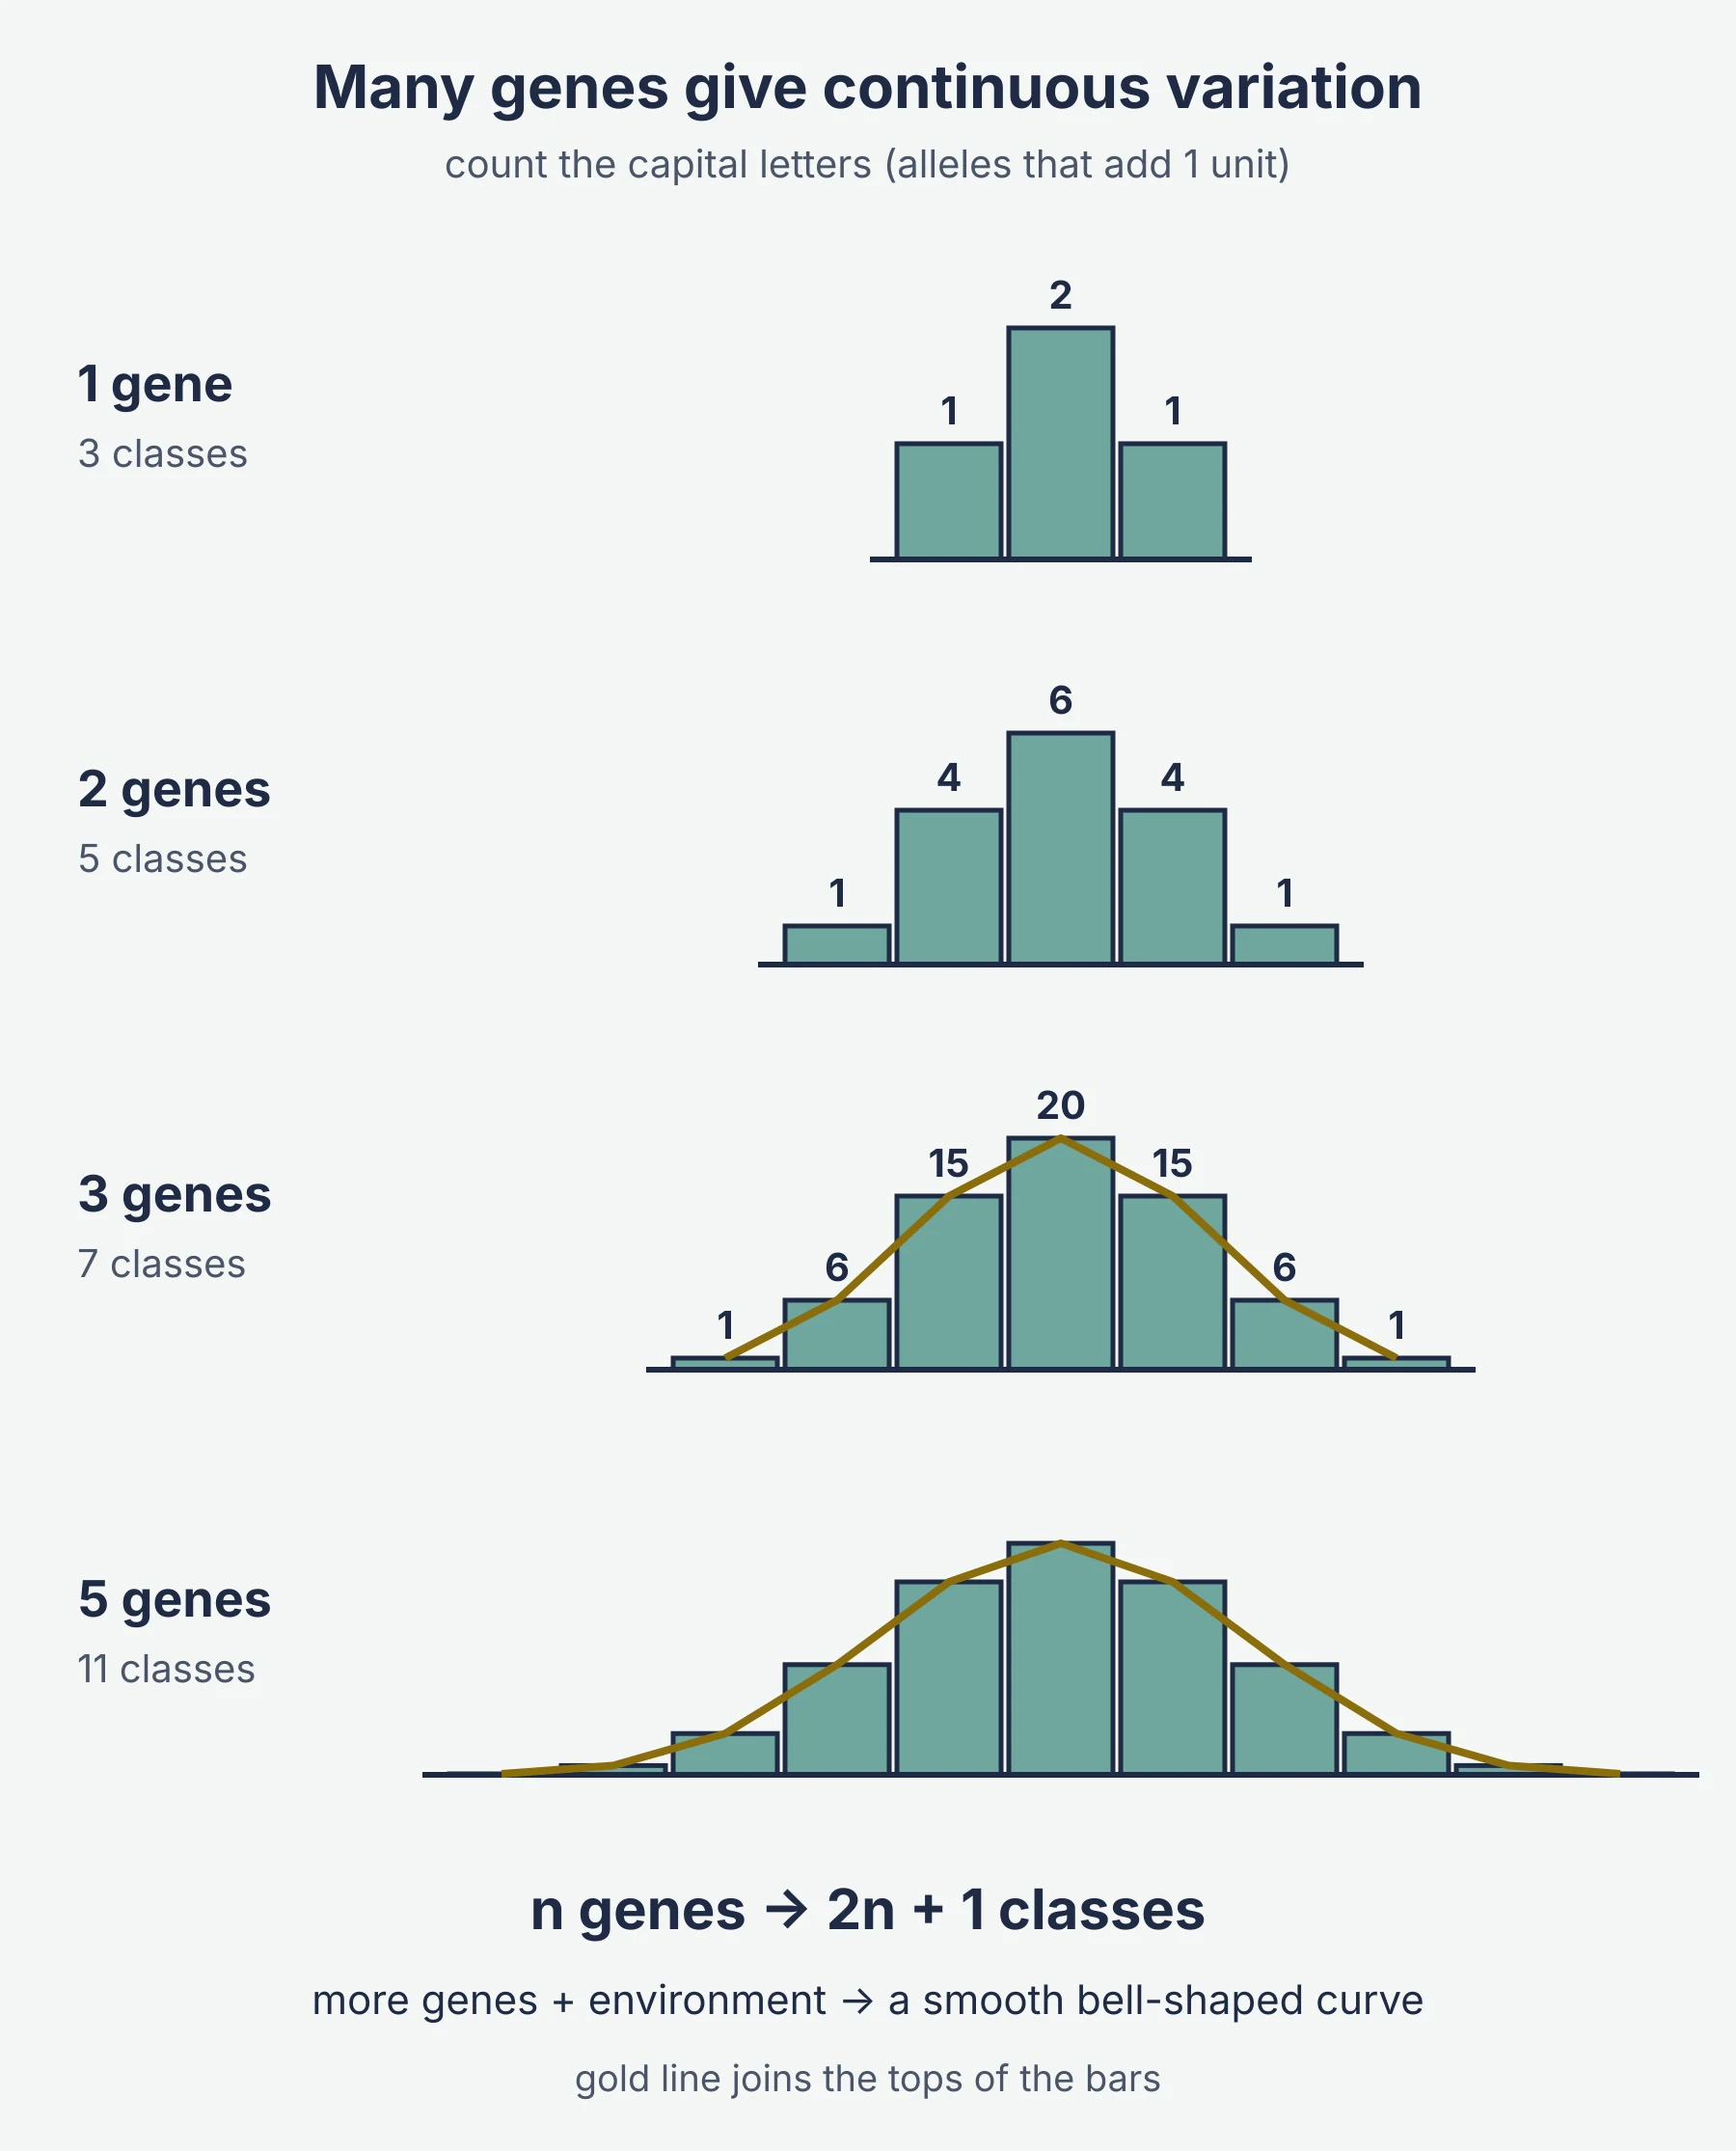 Many genes give continuous variation
count the capital letters (alleles that add 1 unit)
1 gene
3 classes
1 2 1
2 genes
5 classes
1 4 6 4 1
3 genes
7 classes
1 6 15 20 15 6 1
5 genes
11 classes
n genes → 2n + 1 classes
more genes + environment → a smooth bell-shaped curve
gold line joins the tops of the bars